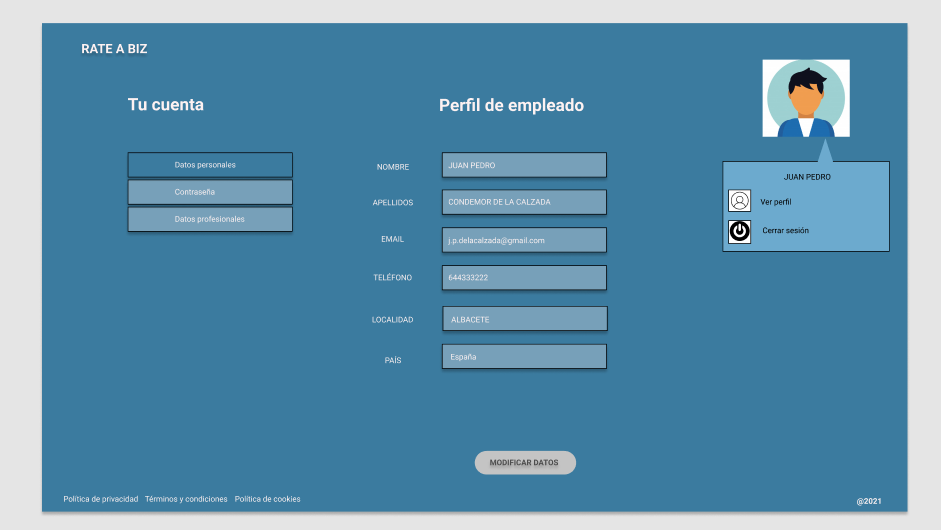 RATE A BIZ
Tu cuenta
Datos personales
Contraseña
Datos profesionales
Perfil de empleado
NOMBRE JUAN PEDRO
APELLIDOS CONDEMOR DE LA CALZADA
EMAIL j.p.delacalzada@gmail.com
TELÉFONO 644333222
LOCALIDAD ALBACETE
PAÍS España
MODIFICAR DATOS
JUAN PEDRO
Ver perfil
Cerrar sesión
Política de privacidad Términos y condiciones Política de cookies
@2021